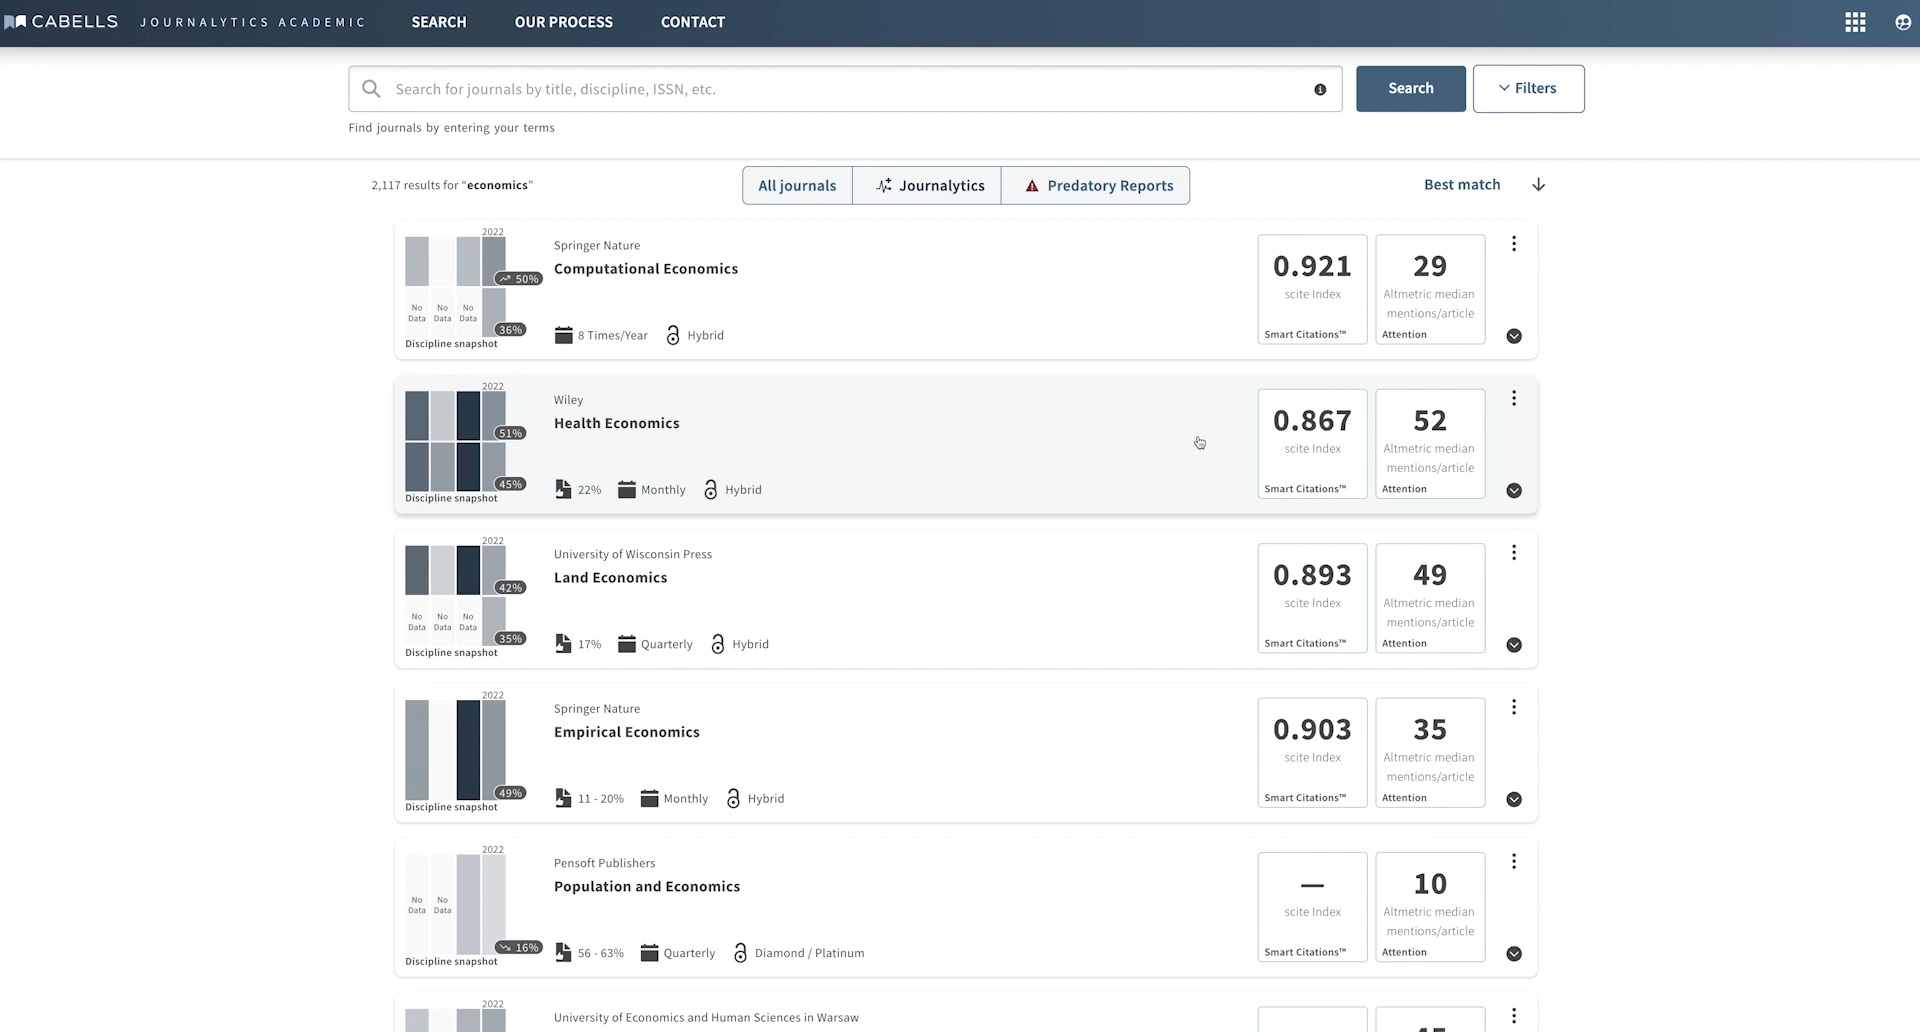 CABELLS JOURNALYTICS ACADEMIC SEARCH OUR PROCESS CONTACT
Search for journals by title, discipline, ISSN, etc.
Search
Filters
Find journals by entering your terms
2,117 results for “economics”
All journals
Journalytics
Predatory Reports
Best match
2022
50%
No Data No Data No Data
36%
Discipline snapshot
Springer Nature
Computational Economics
8 Times/Year Hybrid
0.921
scite Index
Smart Citations™
29
Altmetric median
mentions/article
Attention
2022
51%
45%
Discipline snapshot
Wiley
Health Economics
22% Monthly Hybrid
0.867
scite Index
Smart Citations™
52
Altmetric median
mentions/article
Attention
2022
42%
No Data No Data No Data
35%
Discipline snapshot
University of Wisconsin Press
Land Economics
17% Quarterly Hybrid
0.893
scite Index
Smart Citations™
49
Altmetric median
mentions/article
Attention
2022
49%
Discipline snapshot
Springer Nature
Empirical Economics
11 - 20% Monthly Hybrid
0.903
scite Index
Smart Citations™
35
Altmetric median
mentions/article
Attention
2022
No Data No Data
16%
Discipline snapshot
Pensoft Publishers
Population and Economics
56 - 63% Quarterly Diamond / Platinum
—
scite Index
Smart Citations™
10
Altmetric median
mentions/article
Attention
2022
University of Economics and Human Sciences in Warsaw